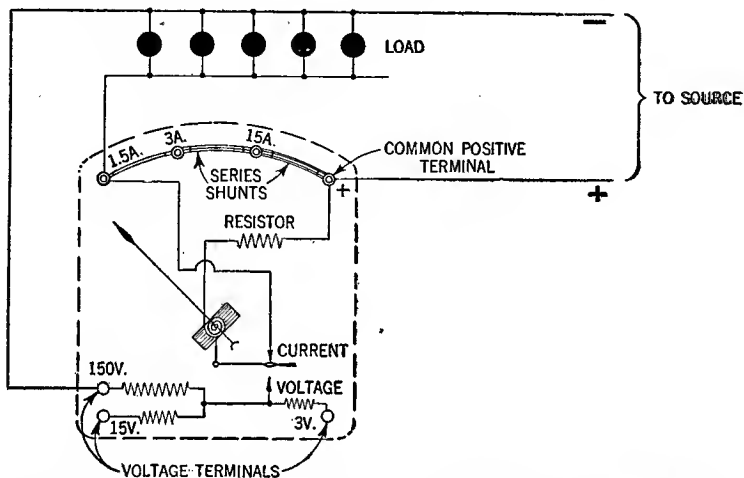 LOAD
−
TO SOURCE
+
1.5A.
3A.
15A.
COMMON POSITIVE
TERMINAL
SERIES
SHUNTS
+
RESISTOR
CURRENT
150V.
VOLTAGE
15V.
3V.
VOLTAGE TERMINALS